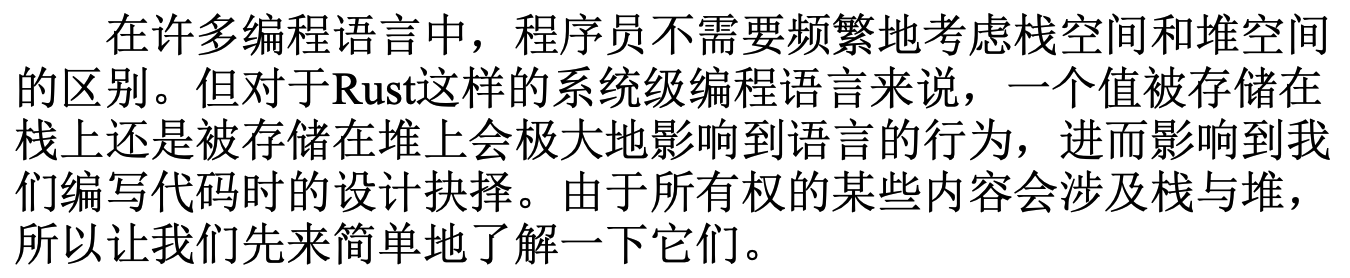 在许多编程语言中，程序员不需要频繁地考虑栈空间和堆空间
的区别。但对于Rust这样的系统级编程语言来说，一个值被存储在
栈上还是被存储在堆上会极大地影响到语言的行为，进而影响到我
们编写代码时的设计抉择。由于所有权的某些内容会涉及栈与堆，
所以让我们先来简单地了解一下它们。